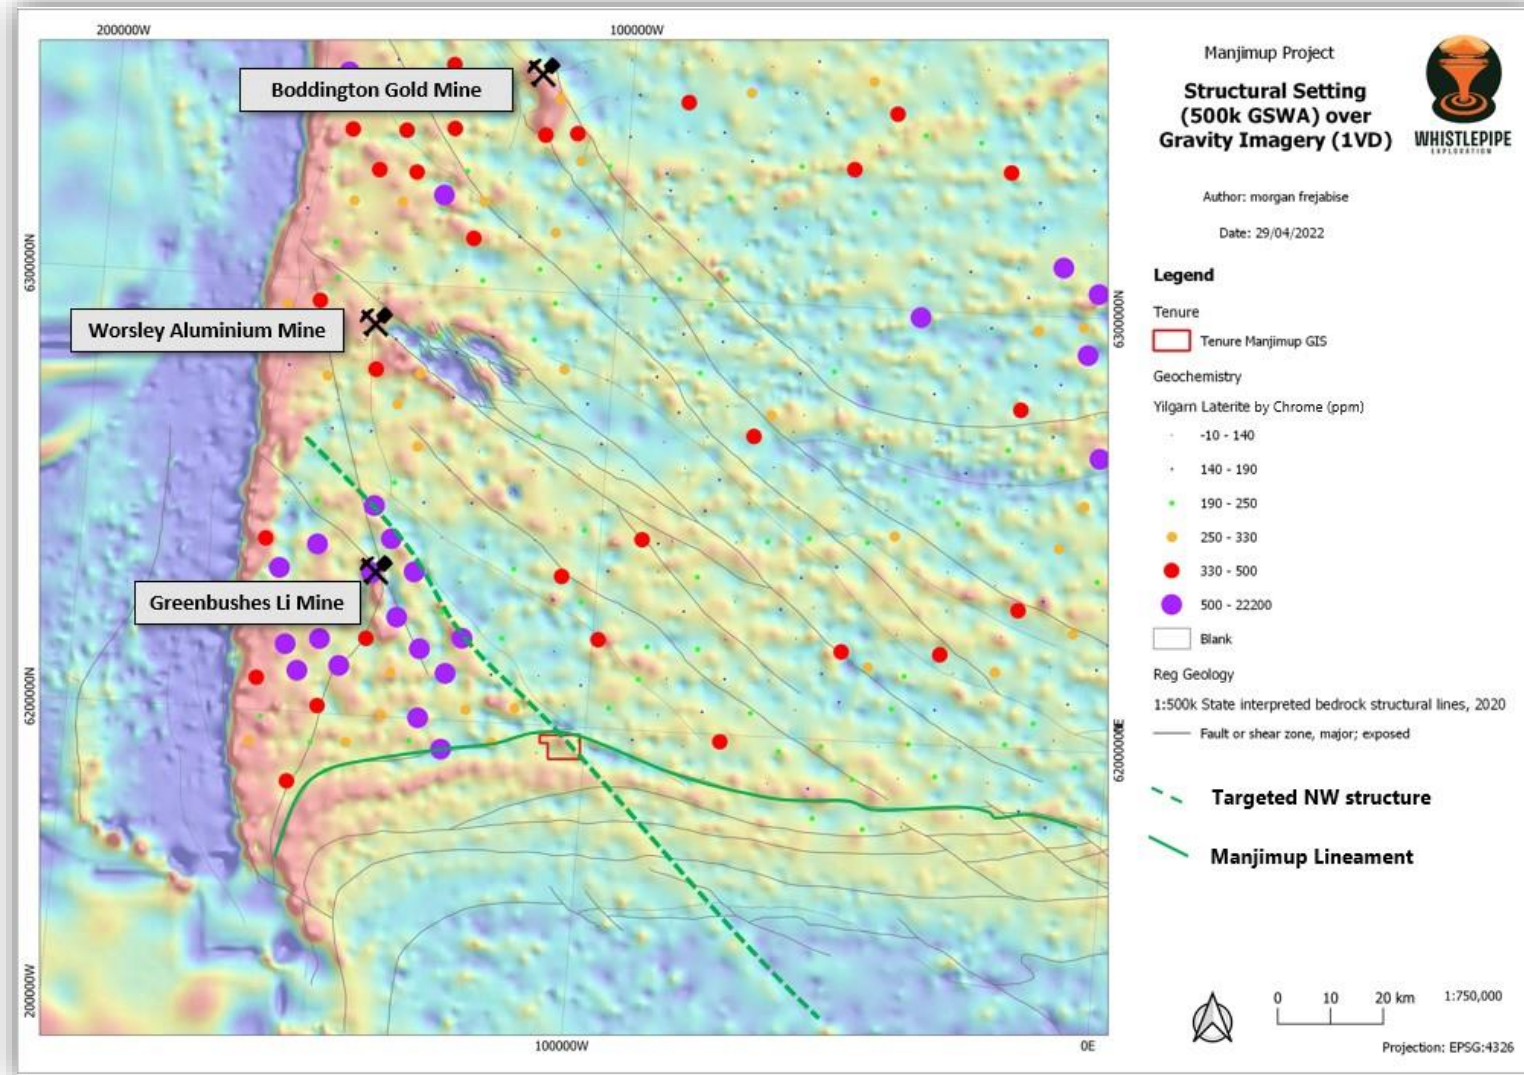 200000W
100000W
Boddington Gold Mine
6300000N
Worsley Aluminium Mine
6300000N
Greenbushes Li Mine
6200000N
6200000N
200000W
100000W
0E
Manjimup Project
Structural Setting
(500k GSWA) over
Gravity Imagery (1VD)
WHISTLEPIPE
EXPLORATION
Author: morgan frejabise
Date: 29/04/2022
Legend
Tenure
Tenure Manjimup GIS
Geochemistry
Yilgarn Laterite by Chrome (ppm)
-10 - 140
140 - 190
190 - 250
250 - 330
330 - 500
500 - 22200
Blank
Reg Geology
1:500k State interpreted bedrock structural lines, 2020
Fault or shear zone, major; exposed
Targeted NW structure
Manjimup Lineament
0 10 20 km 1:750,000
Projection: EPSG:4326